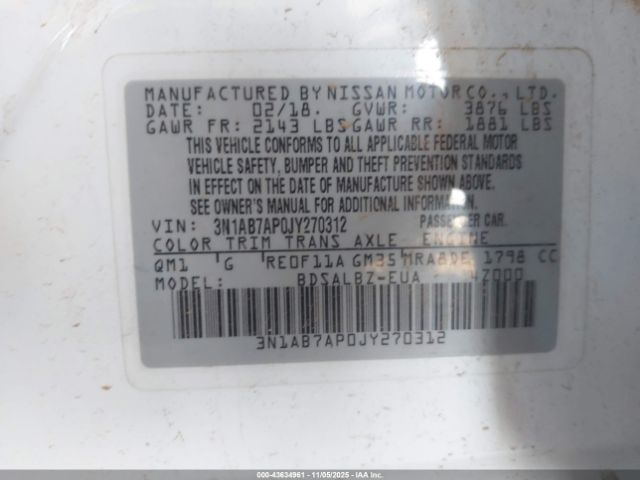 MANUFACTURED BY NISSAN MOTOR CO., LTD.
DATE: 02/18. GVWR: 3876 LBS
GAWR FR: 2143 LBS GAWR RR: 1881 LBS
THIS VEHICLE CONFORMS TO ALL APPLICABLE FEDERAL MOTOR
VEHICLE SAFETY, BUMPER AND THEFT PREVENTION STANDARDS
IN EFFECT ON THE DATE OF MANUFACTURE SHOWN ABOVE.
SEE OWNER'S MANUAL FOR ADDITIONAL INFORMATION.
VIN: 3N1AB7AP0JY270312 PASSENGER CAR.
COLOR TRIM TRANS AXLE ENGINE
QM1 G RE0F11A GM35 MRA8DE 1798 CC
MODEL: BDSALBZ-EUA
3N1AB7AP0JY270312
000-43634961 - 11/05/2025 - IAAI.COM